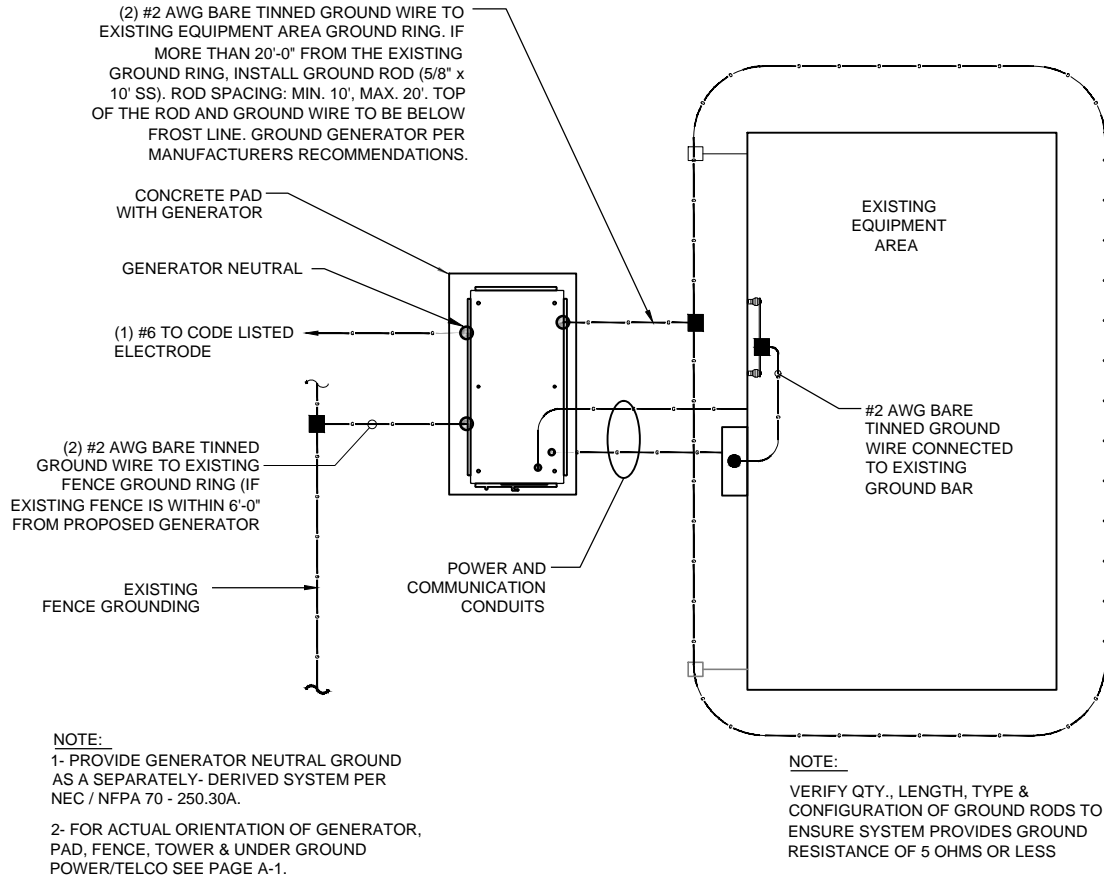 (2) #2 AWG BARE TINNED GROUND WIRE TO
EXISTING EQUIPMENT AREA GROUND RING. IF
MORE THAN 20'-0" FROM THE EXISTING
GROUND RING, INSTALL GROUND ROD (5/8" x
10' SS). ROD SPACING: MIN. 10', MAX. 20'. TOP
OF THE ROD AND GROUND WIRE TO BE BELOW
FROST LINE. GROUND GENERATOR PER
MANUFACTURERS RECOMMENDATIONS.
CONCRETE PAD
WITH GENERATOR
GENERATOR NEUTRAL
(1) #6 TO CODE LISTED
ELECTRODE
(2) #2 AWG BARE TINNED
GROUND WIRE TO EXISTING
FENCE GROUND RING (IF
EXISTING FENCE IS WITHIN 6'-0"
FROM PROPOSED GENERATOR
EXISTING
FENCE GROUNDING
POWER AND
COMMUNICATION
CONDUITS
EXISTING
EQUIPMENT
AREA
#2 AWG BARE
TINNED GROUND
WIRE CONNECTED
TO EXISTING
GROUND BAR
NOTE:
1- PROVIDE GENERATOR NEUTRAL GROUND
AS A SEPARATELY- DERIVED SYSTEM PER
NEC / NFPA 70 - 250.30A.
2- FOR ACTUAL ORIENTATION OF GENERATOR,
PAD, FENCE, TOWER & UNDER GROUND
POWER/TELCO SEE PAGE A-1.
NOTE:
VERIFY QTY., LENGTH, TYPE &
CONFIGURATION OF GROUND RODS TO
ENSURE SYSTEM PROVIDES GROUND
RESISTANCE OF 5 OHMS OR LESS